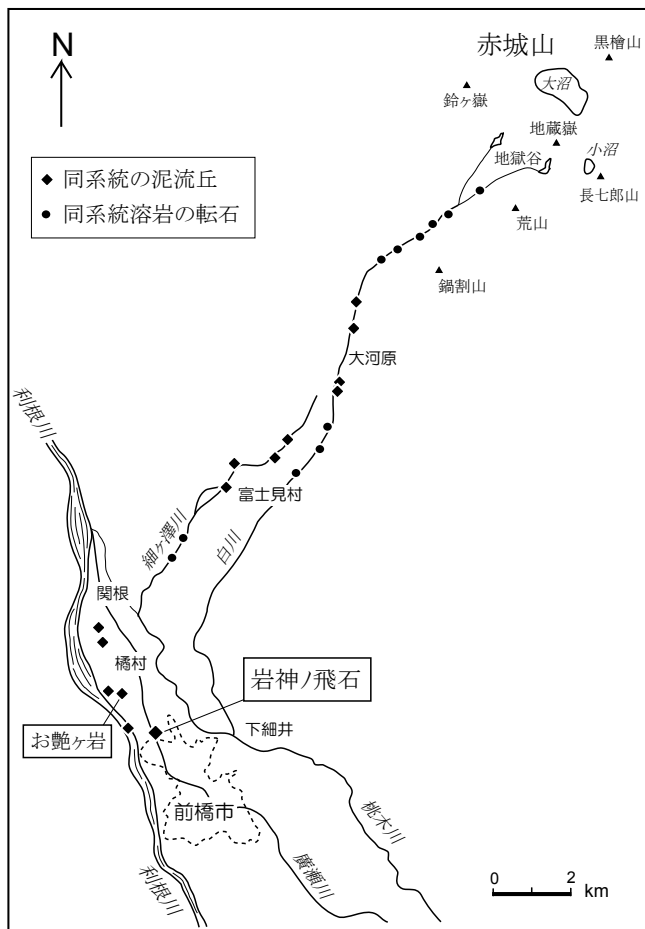 N
赤城山
黒檜山
大沼
鈴ヶ嶽
地蔵嶽
小沼
地獄谷
長七郎山
荒山
鍋割山
◆ 同系統の泥流丘
● 同系統溶岩の転石
大河原
利根川
富士見村
細ヶ澤川
白川
関根
橘村
岩神ノ飛石
お艶ヶ岩
下細井
前橋市
桃木川
廣瀬川
利根川
0 2
km